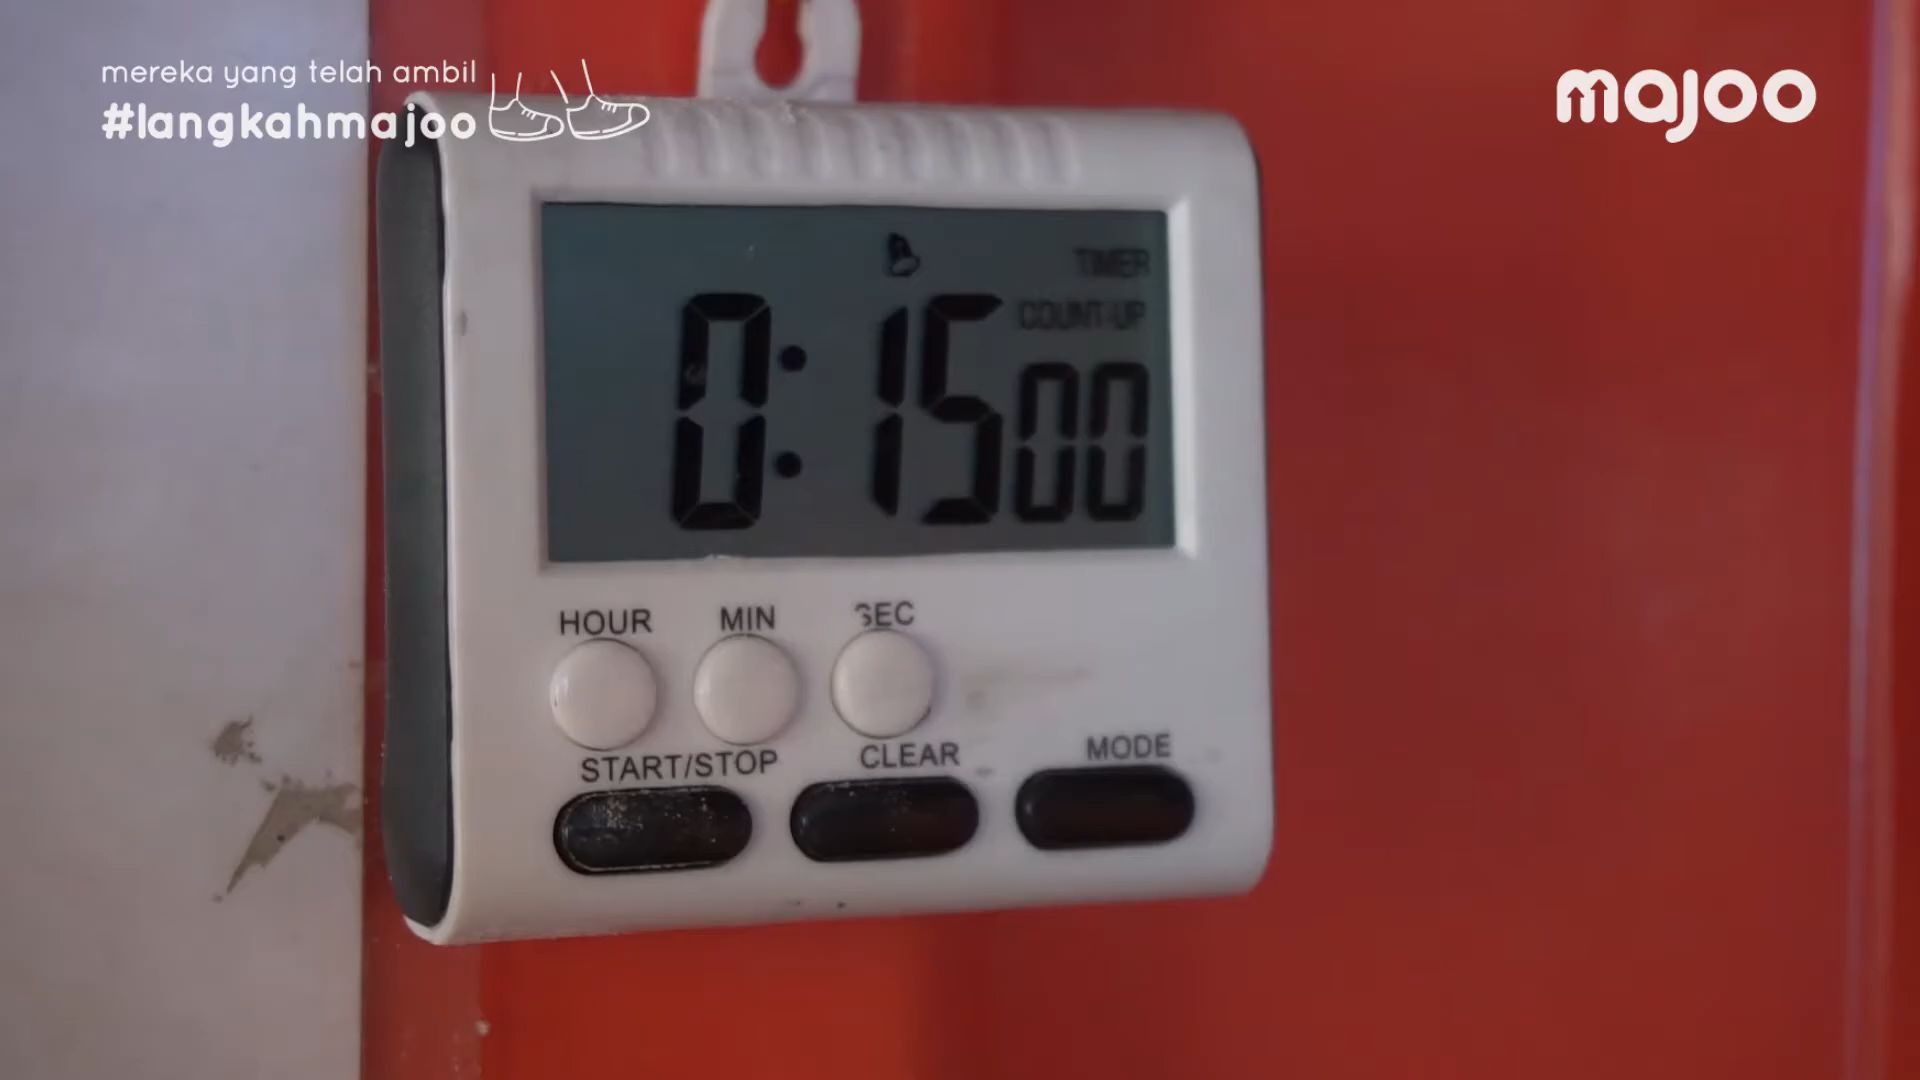 mereka yang telah ambil
#langkahmajoo
majoo
TIMER
COUNT-UP
0:15 00
HOUR MIN SEC
START/STOP CLEAR MODE